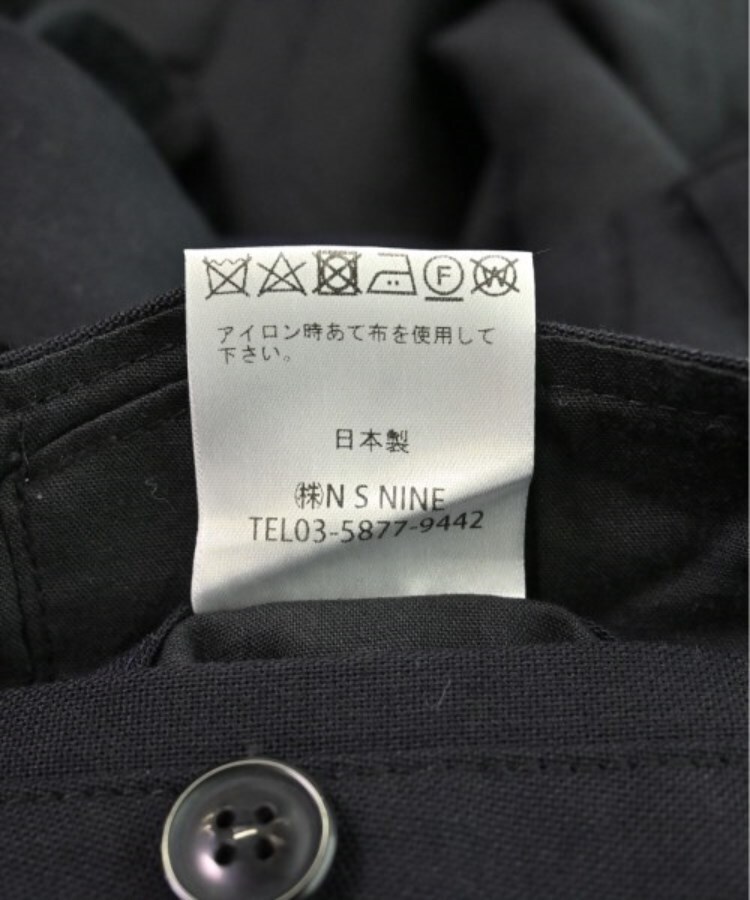 アイロン時あて布を使用して
下さい。
日本製
㈱N S NINE
TEL03-5877-9442